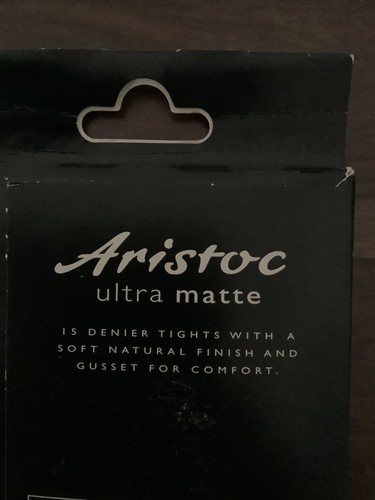 Aristoc
ultra matte
15 DENIER TIGHTS WITH A
SOFT NATURAL FINISH AND
GUSSET FOR COMFORT.